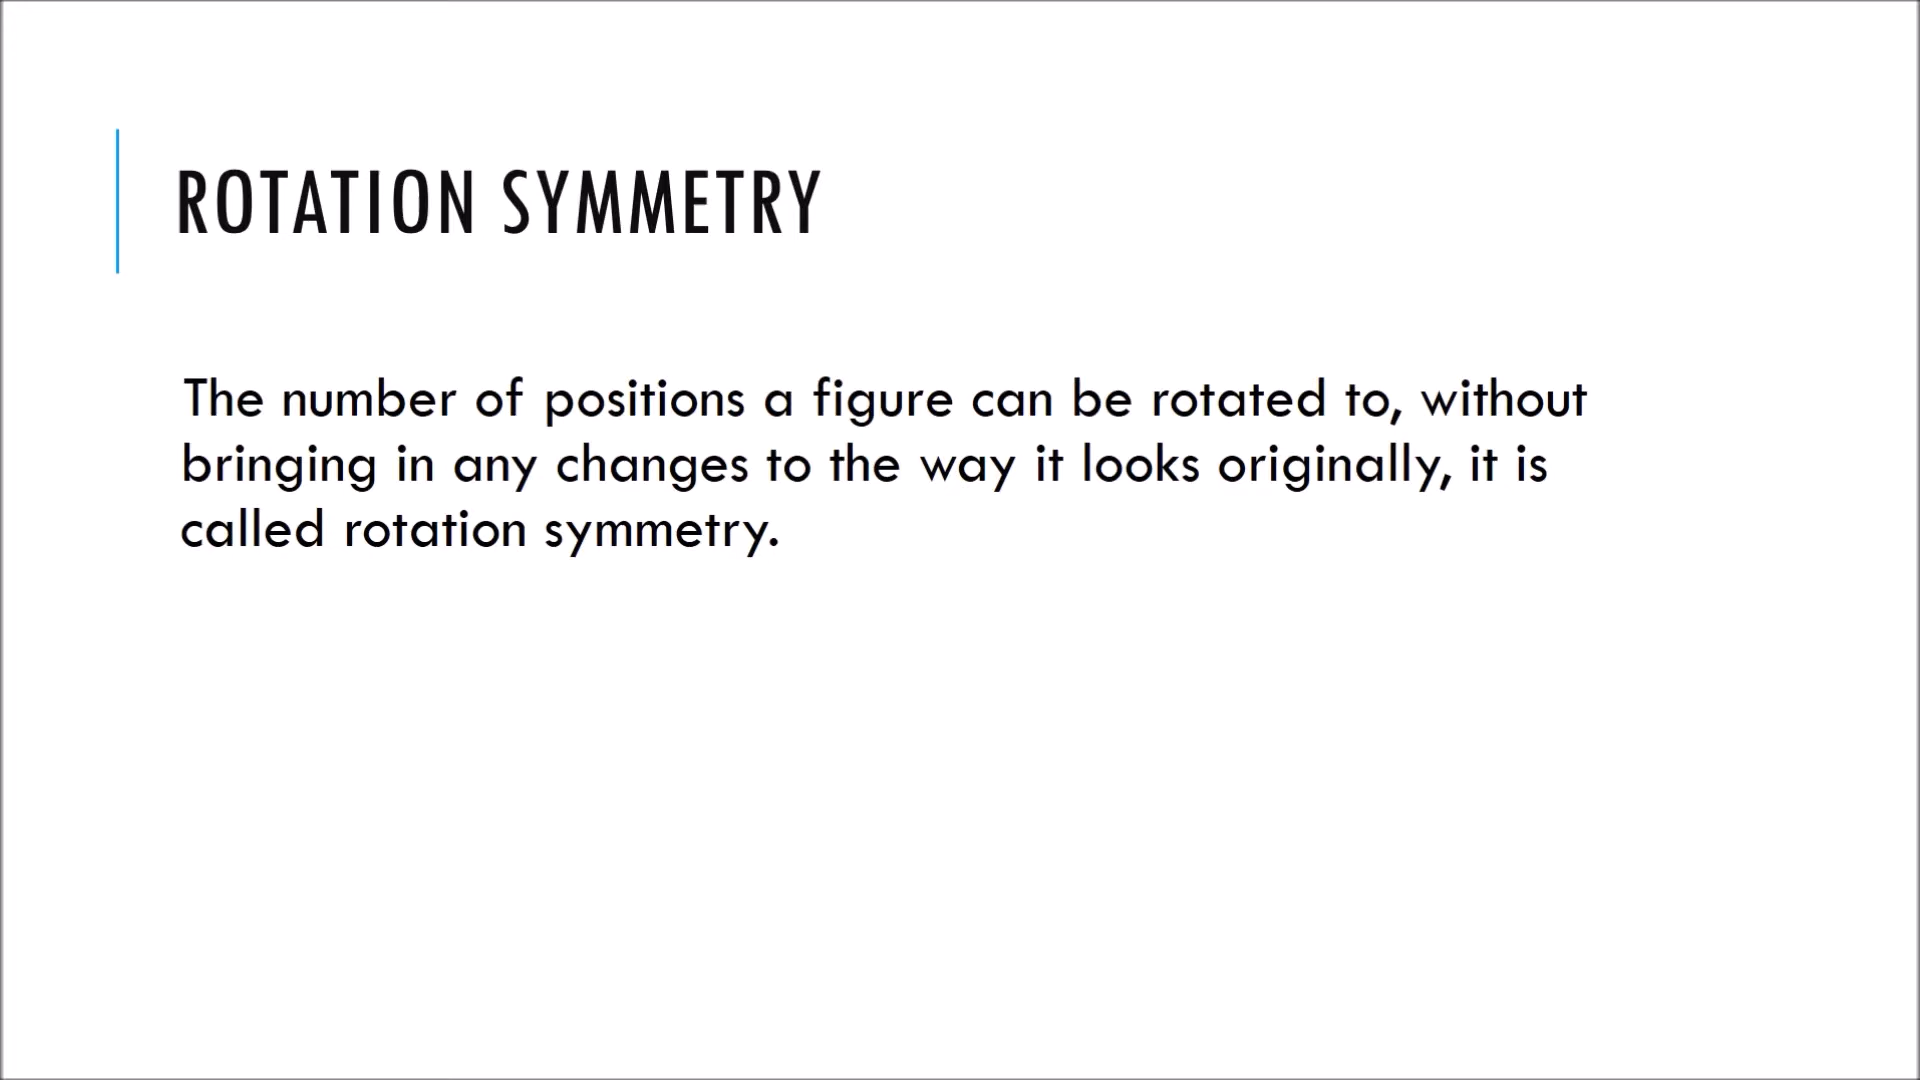 ROTATION SYMMETRY
The number of positions a figure can be rotated to, without
bringing in any changes to the way it looks originally, it is
called rotation symmetry.